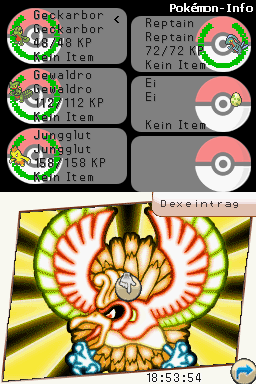 Pokémon-Info
Geckarbor <
Geckarbor
48/48 KP
Kein Item
Reptain
Reptain
72/72 KP
Kein Item
Gewaldro
Gewaldro
112/112 KP
Kein Item
Ei
Ei
Kein Item
Jungglut
Jungglut
158/158 KP
Kein Item
Dexeintrag
18:53:54